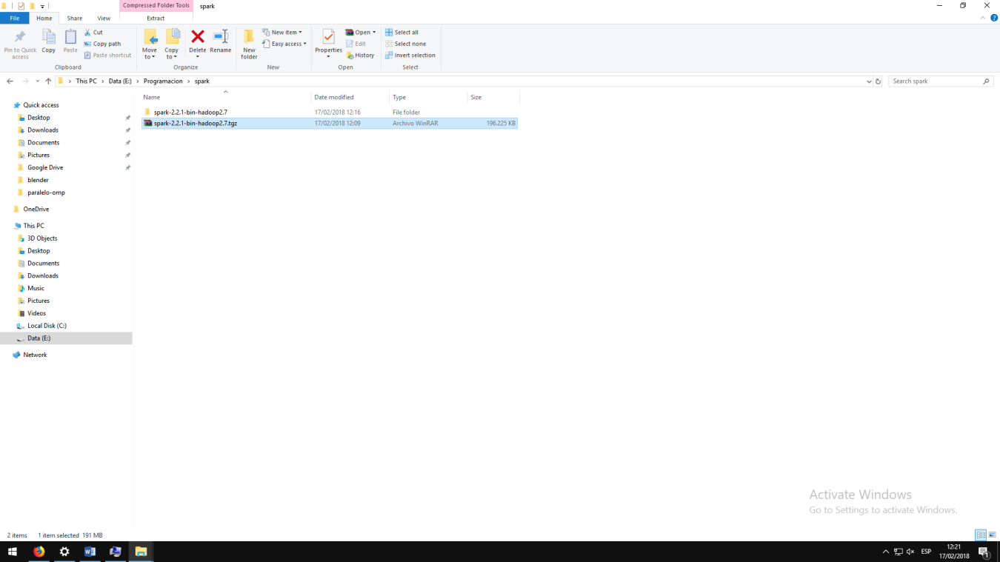 Compressed Folder Tools spark
File Home Share View Extract
Pin to Quick access
Copy
Paste
Cut
Copy path
Paste shortcut
Clipboard
Move to
Copy to
Delete
Rename
Organize
New folder
New item
Easy access
New
Properties
Open
Edit
History
Open
Select all
Select none
Invert selection
Select
This PC > Data (E:) > Programacion > spark
Search spark
Quick access
Desktop
Downloads
Documents
Pictures
Google Drive
blender
paralelo-omp
OneDrive
This PC
3D Objects
Desktop
Documents
Downloads
Music
Pictures
Videos
Local Disk (C:)
Data (E:)
Network
Name Date modified Type Size
spark-2.2.1-bin-hadoop2.7 17/02/2018 12:16 File folder
spark-2.2.1-bin-hadoop2.7.tgz 17/02/2018 12:09 Archivo WinRAR 196.225 KB
Activate Windows
Go to Settings to activate Windows.
2 items 1 item selected 191 MB
ESP
12:21
17/02/2018
1